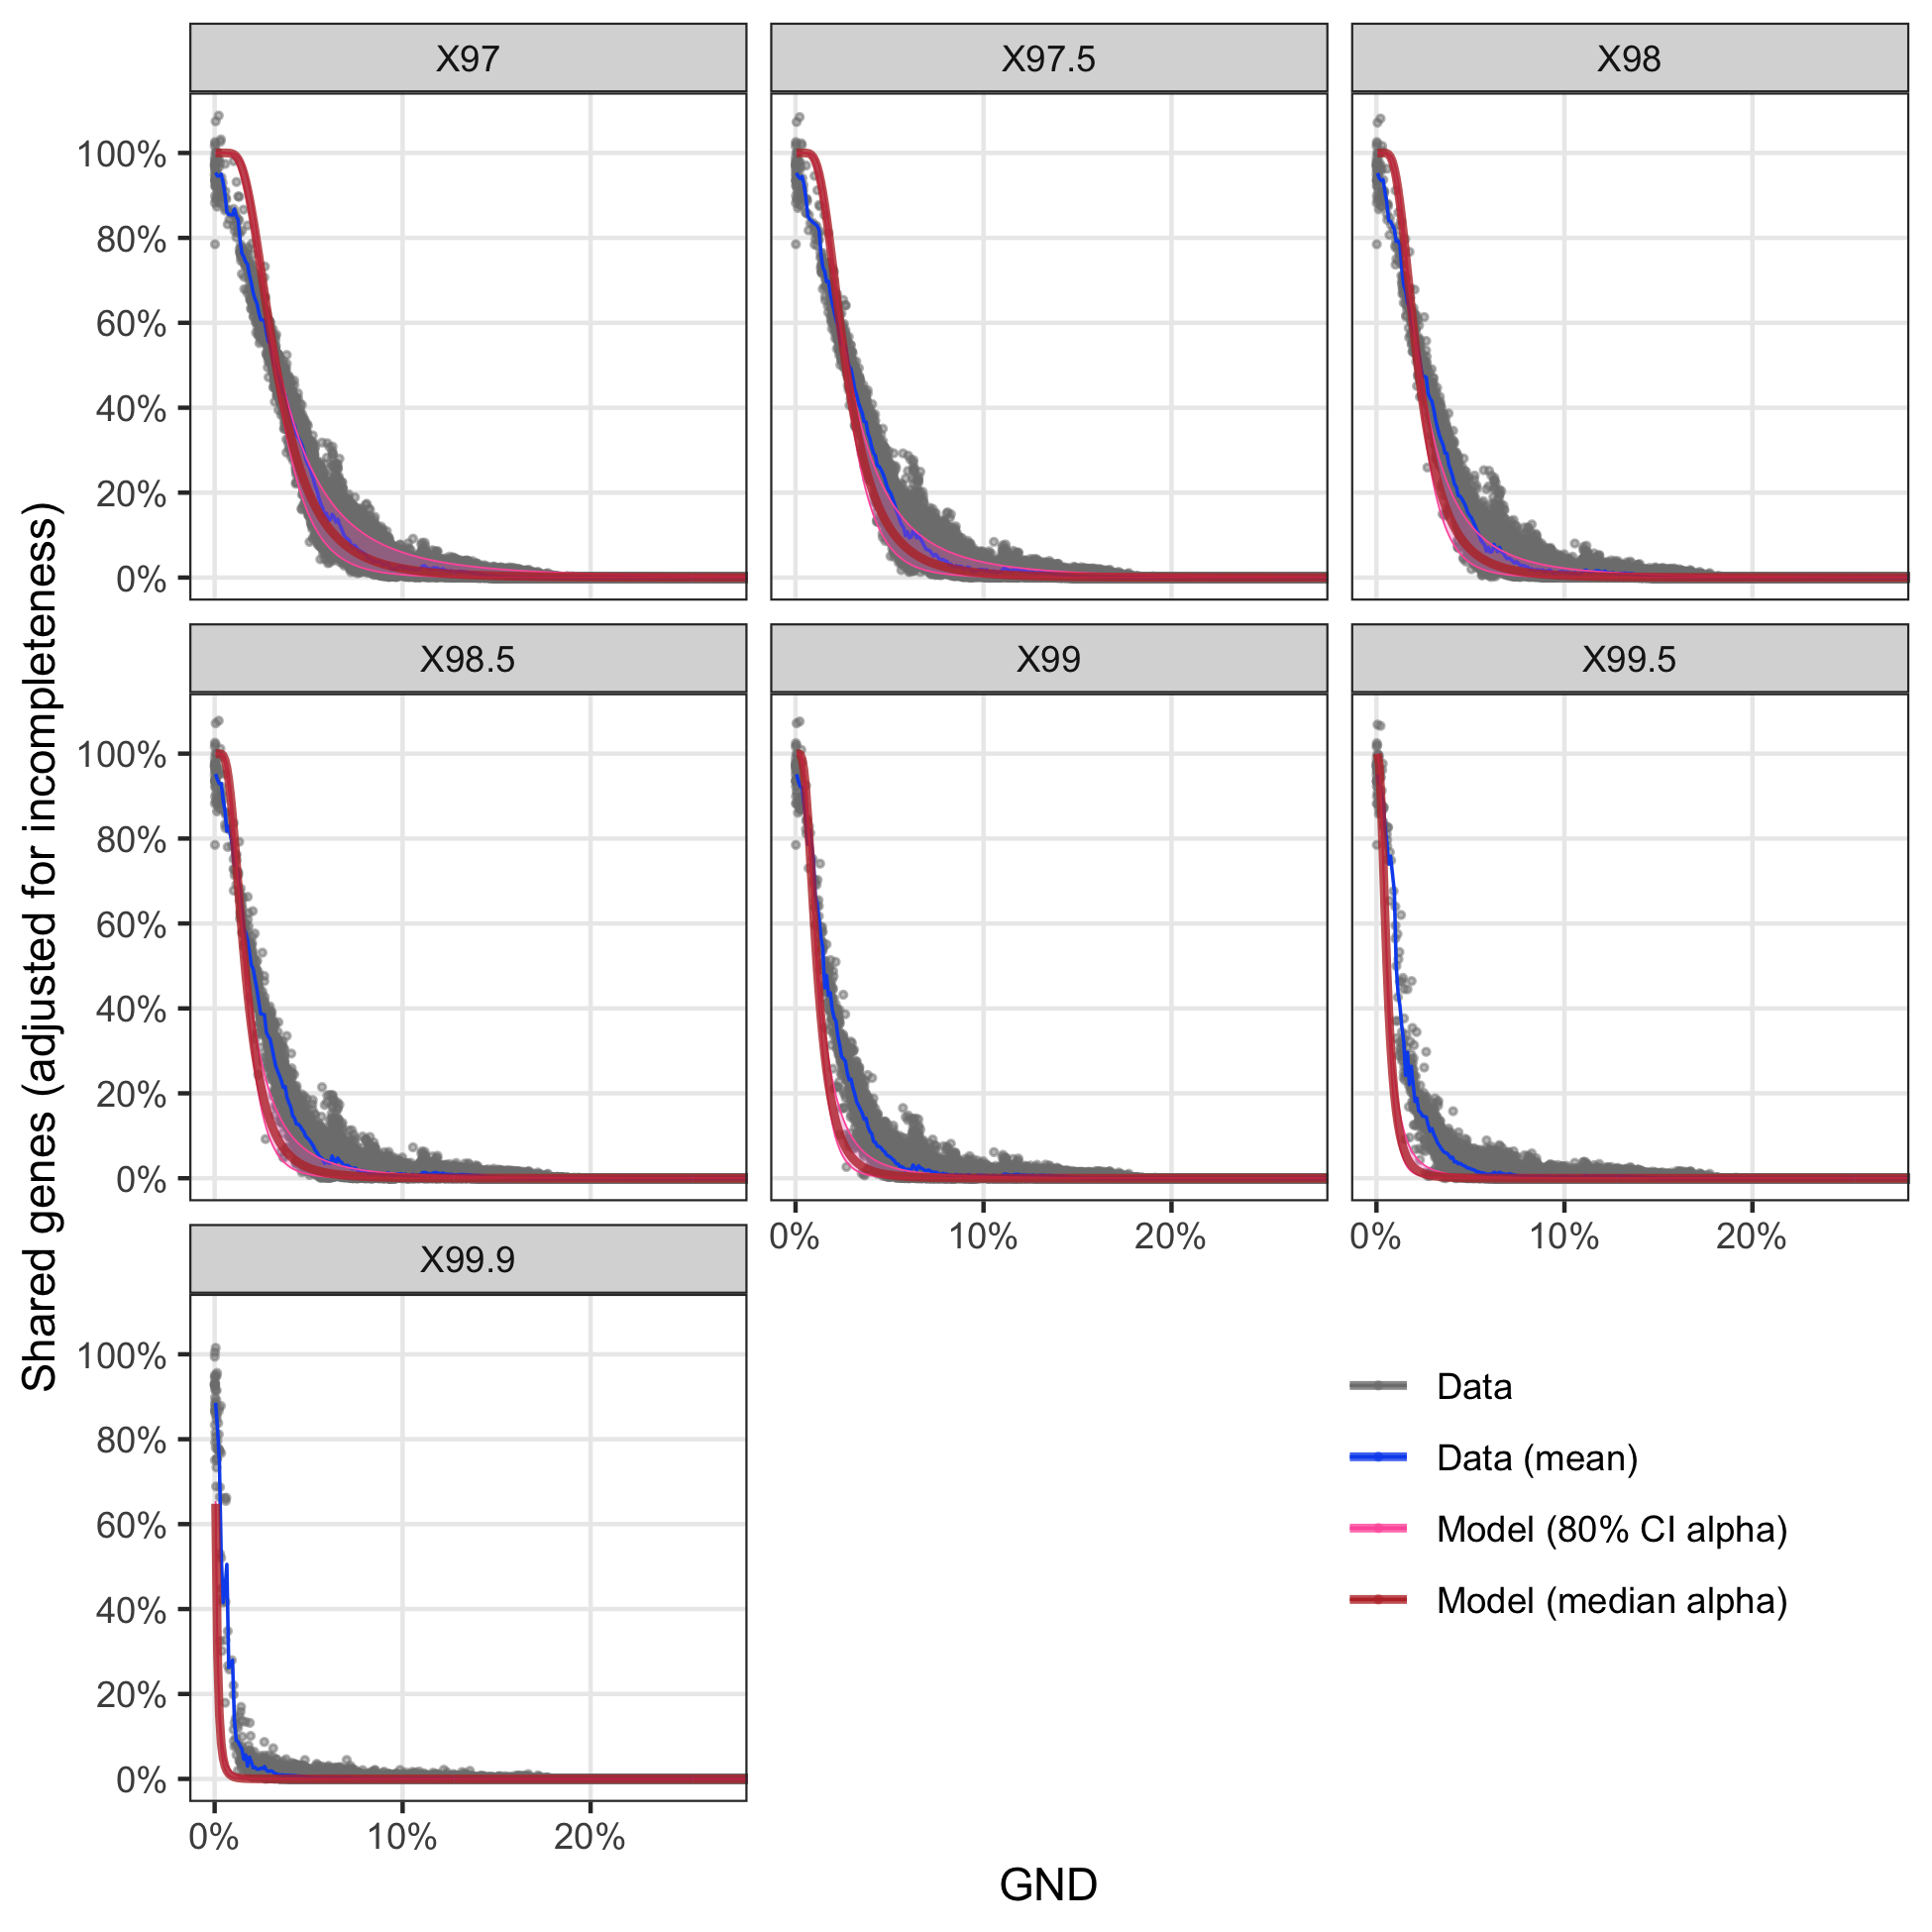 X97
X97.5
X98
100%
80%
60%
40%
20%
0%
X98.5
X99
X99.5
100%
80%
60%
40%
20%
0%
0%
10%
20%
0%
10%
20%
X99.9
100%
80%
60%
40%
20%
0%
0%
10%
20%
Shared genes (adjusted for incompleteness)
GND
Data
Data (mean)
Model (80% CI alpha)
Model (median alpha)